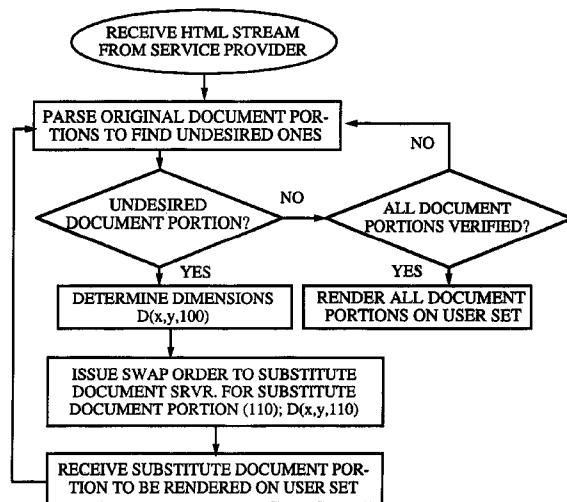 RECEIVE HTML STREAM
FROM SERVICE PROVIDER
PARSE ORIGINAL DOCUMENT POR-
TIONS TO FIND UNDESIRED ONES
NO
UNDESIRED
DOCUMENT PORTION?
NO
ALL DOCUMENT
PORTIONS VERIFIED?
YES
YES
DETERMINE DIMENSIONS
D(x,y,100)
RENDER ALL DOCUMENT
PORTIONS ON USER SET
ISSUE SWAP ORDER TO SUBSTITUTE
DOCUMENT SRVR. FOR SUBSTITUTE
DOCUMENT PORTION (110); D(x,y,110)
RECEIVE SUBSTITUTE DOCUMENT POR-
TION TO BE RENDERED ON USER SET